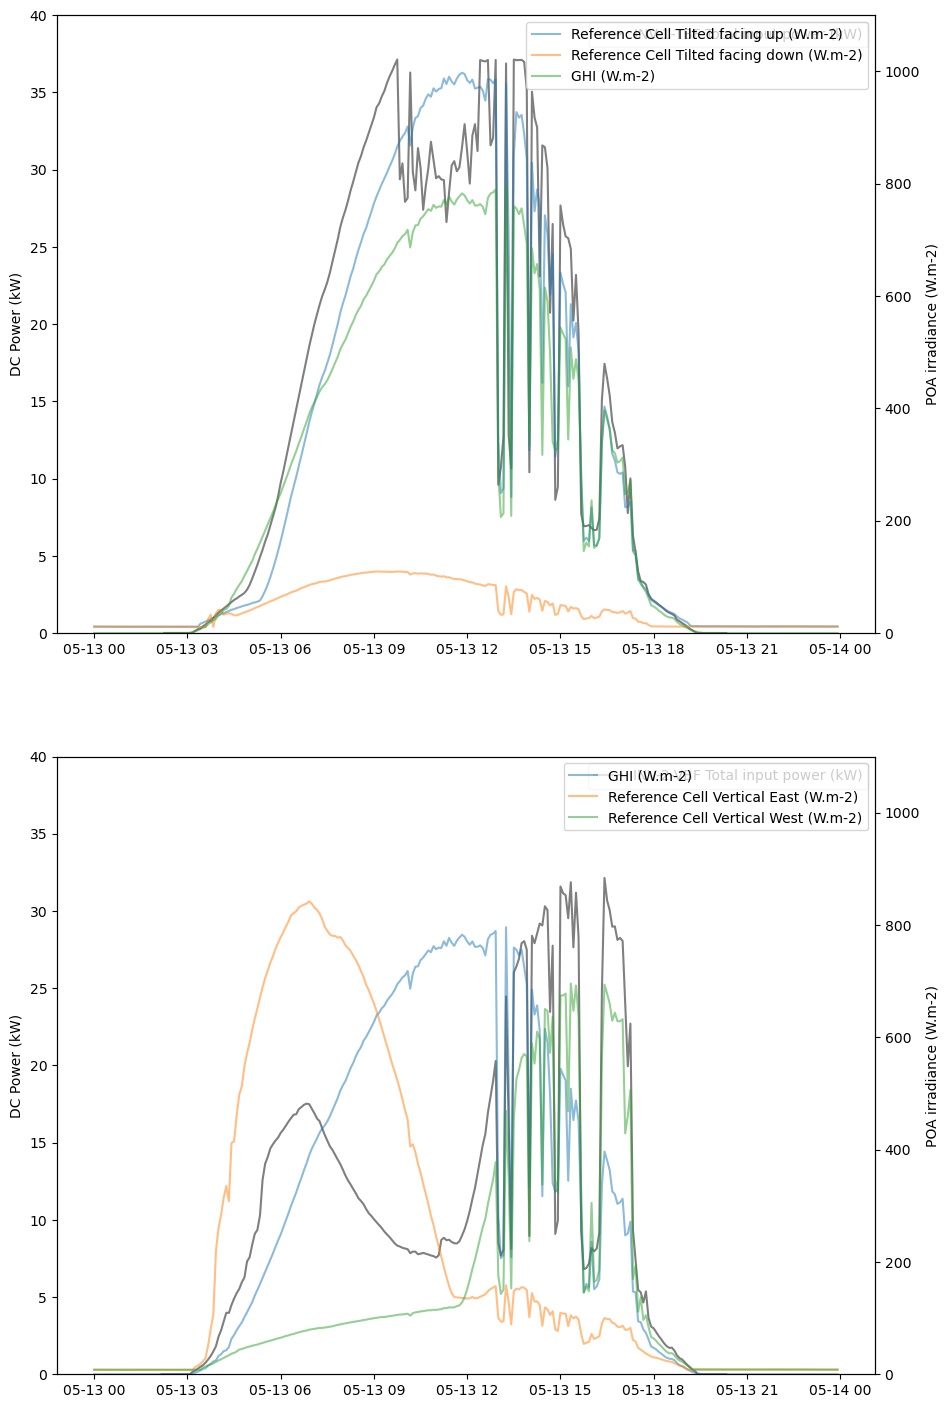 40
35
30
25
20
15
10
5
0
DC Power (kW)
Reference Cell Tilted facing up (W.m-2)
Reference Cell Tilted facing down (W.m-2)
GHI (W.m-2)
1000
800
600
400
200
0
POA irradiance (W.m-2)
05-13 00 05-13 03 05-13 06 05-13 09 05-13 12 05-13 15 05-13 18 05-13 21 05-14 00
40
35
30
25
20
15
10
5
0
DC Power (kW)
GHI (W.m-2) Total input power (kW)
Reference Cell Vertical East (W.m-2)
Reference Cell Vertical West (W.m-2)
1000
800
600
400
200
0
POA irradiance (W.m-2)
05-13 00 05-13 03 05-13 06 05-13 09 05-13 12 05-13 15 05-13 18 05-13 21 05-14 00